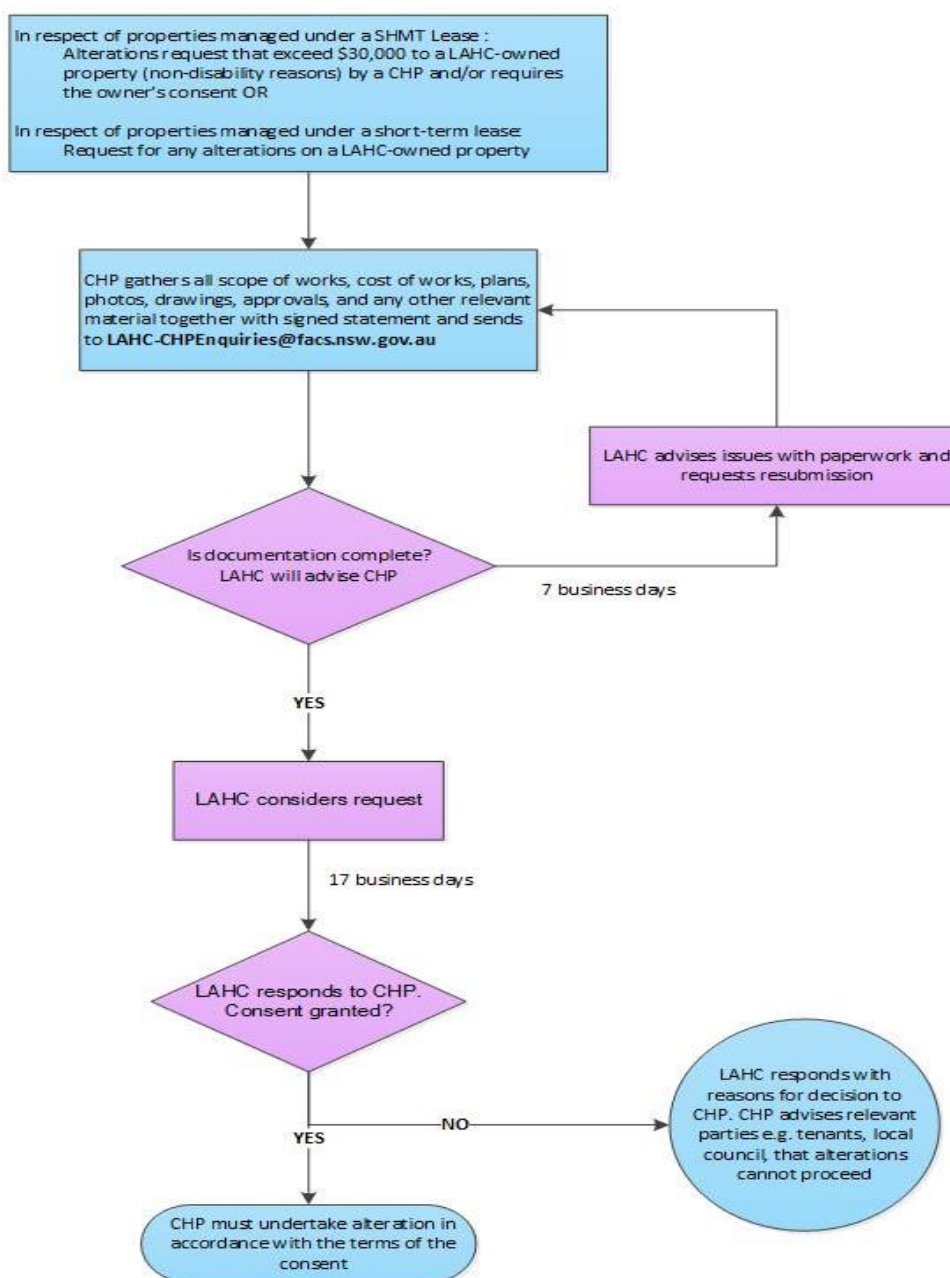 In respect of properties managed under a SHMT Lease :
Alterations request that exceed $30,000 to a LAHC-owned
property (non-disability reasons) by a CHP and/or requires
the owner's consent OR
In respect of properties managed under a short-term lease:
Request for any alterations on a LAHC-owned property
CHP gathers all scope of works, cost of works, plans,
photos, drawings, approvals, and any other relevant
material together with signed statement and sends
to LAHC-CHPEnquiries@facs.nsw.gov.au
LAHC advises issues with paperwork and
requests resubmission
Is documentation complete?
LAHC will advise CHP
7 business days
YES
LAHC considers request
17 business days
LAHC responds to CHP.
Consent granted?
NO
YES
LAHC responds with
reasons for decision to
CHP. CHP advises relevant
parties e.g. tenants, local
council, that alterations
cannot proceed
CHP must undertake alteration in
accordance with the terms of the
consent